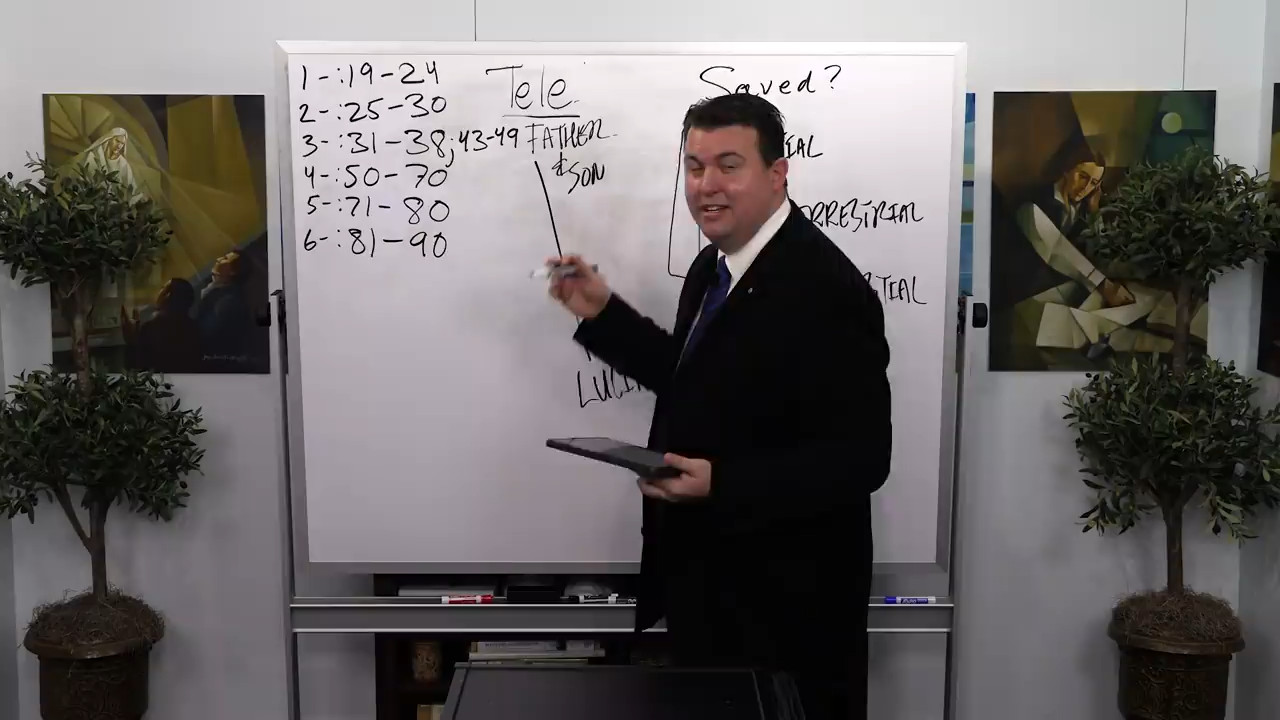 1-:19-24
2-:25-30
3-:31-38;43-49
4-:50-70
5-:71-80
6-:81-90
Tele.
FATHER
& SON
Saved?